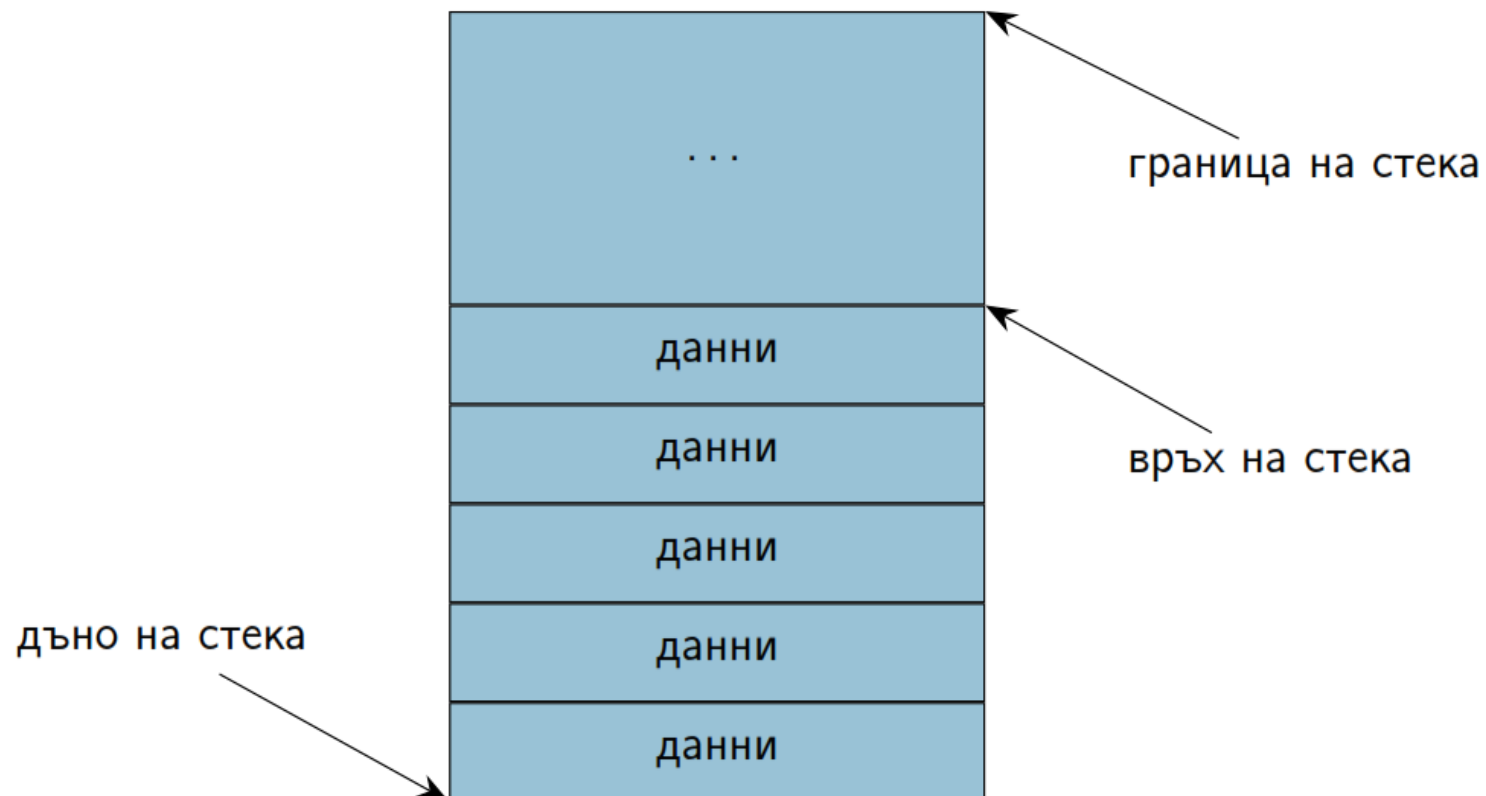 ...
граница на стека
данни
връх на стека
данни
данни
дъно на стека
данни
данни